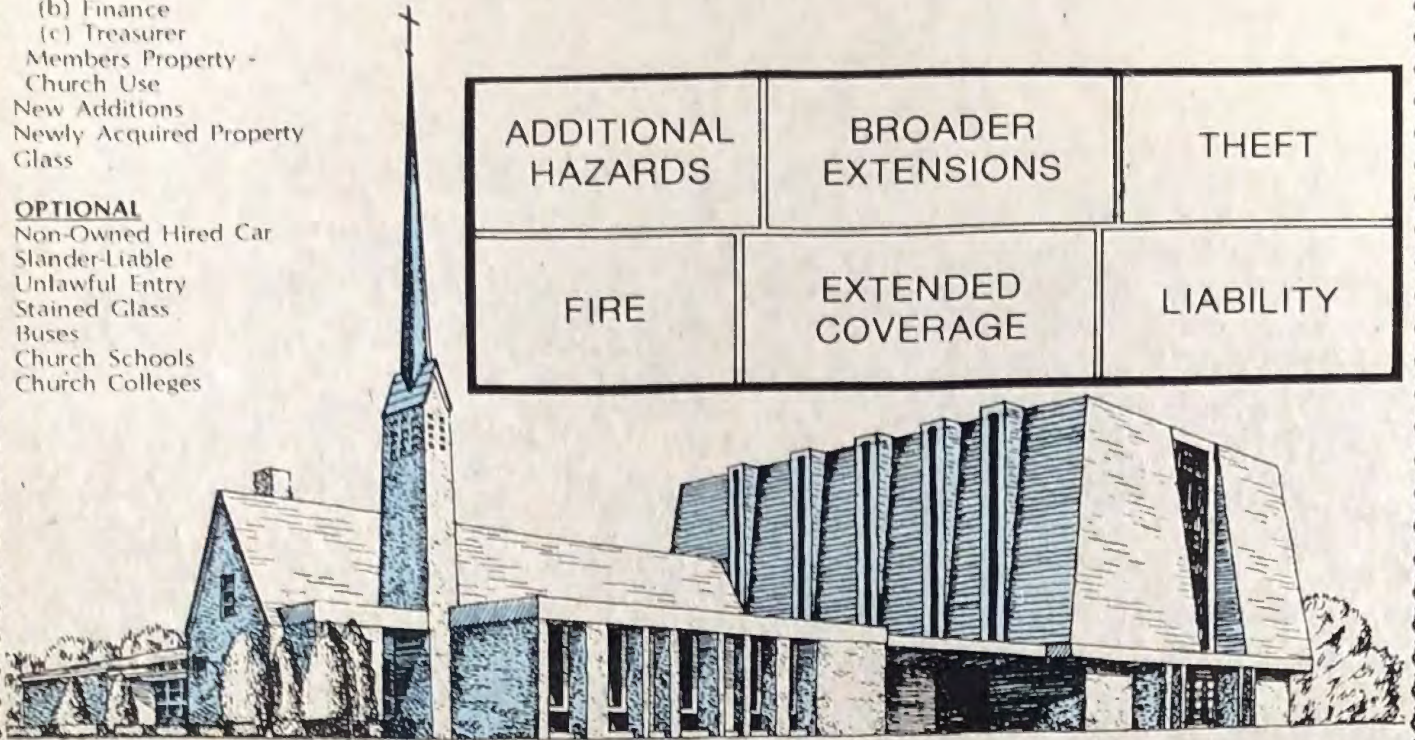 (b) Finance
(c) Treasurer
Members Property -
Church Use
New Additions
Newly Acquired Property
Glass
OPTIONAL
Non-Owned Hired Car
Slander-Liable
Unlawful Entry
Stained Glass
Buses
Church Schools
Church Colleges
ADDITIONAL
HAZARDS
BROADER
EXTENSIONS
THEFT
FIRE
EXTENDED
COVERAGE
LIABILITY